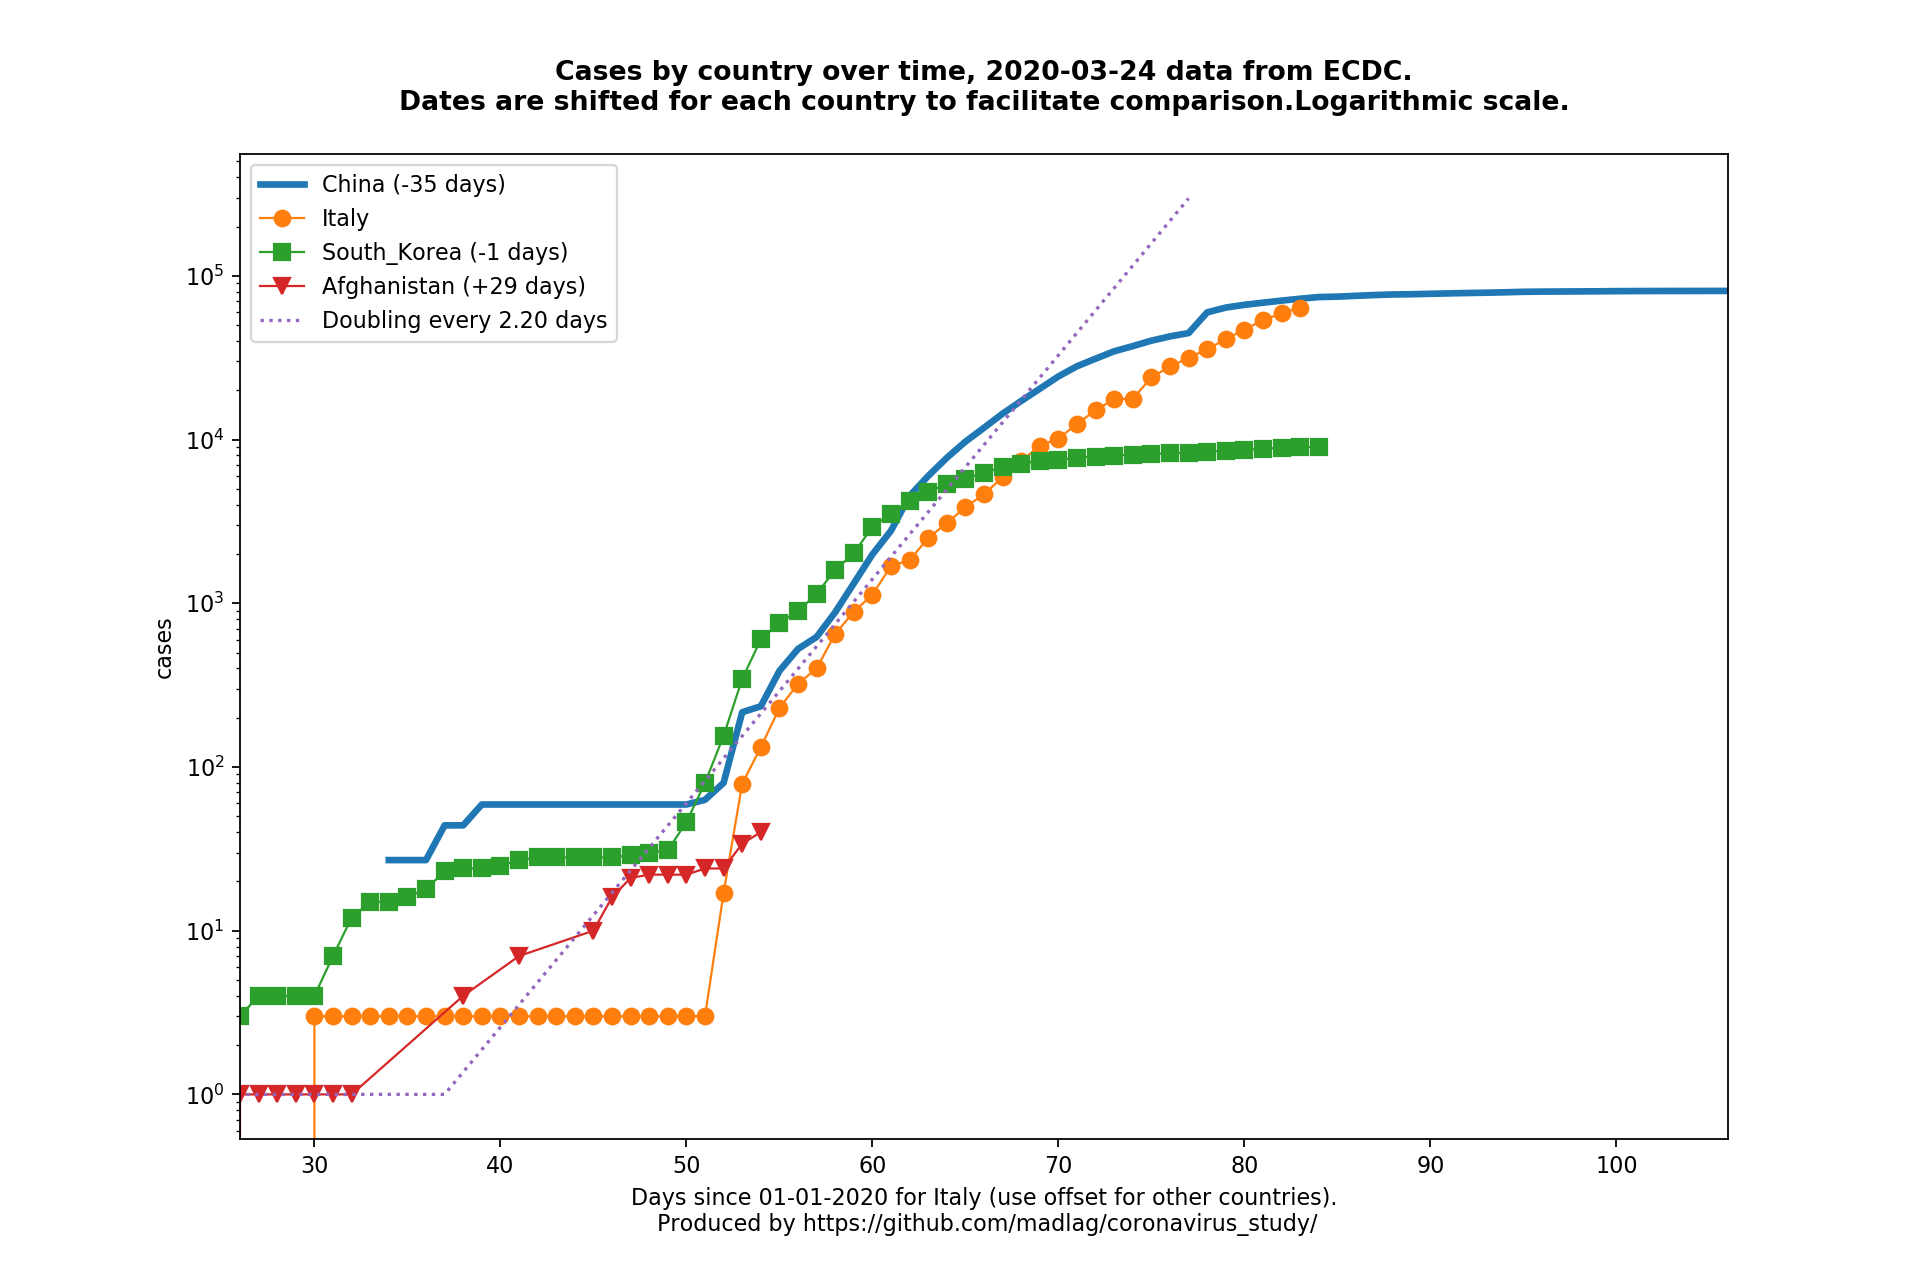 Cases by country over time, 2020-03-24 data from ECDC.
Dates are shifted for each country to facilitate comparison.Logarithmic scale.
China (-35 days)
Italy
South_Korea (-1 days)
Afghanistan (+29 days)
Doubling every 2.20 days
10^5
10^4
10^3
10^2
10^1
10^0
cases
30 40 50 60 70 80 90 100
Days since 01-01-2020 for Italy (use offset for other countries).
Produced by https://github.com/madlag/coronavirus_study/